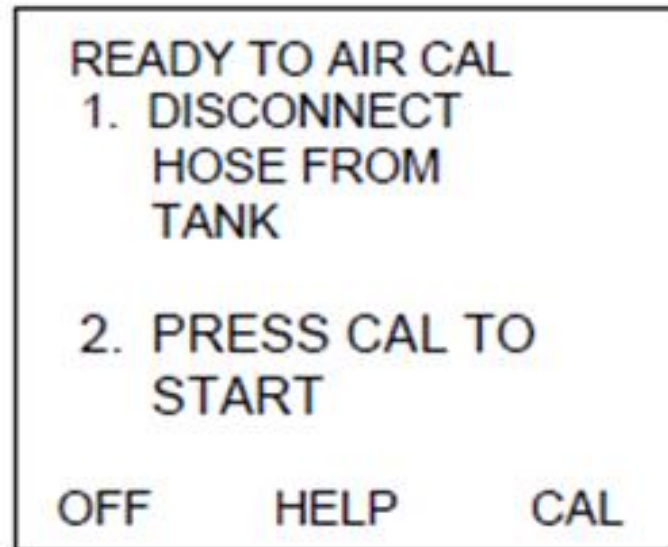 READY TO AIR CAL
1. DISCONNECT
HOSE FROM
TANK
2. PRESS CAL TO
START
OFF HELP CAL